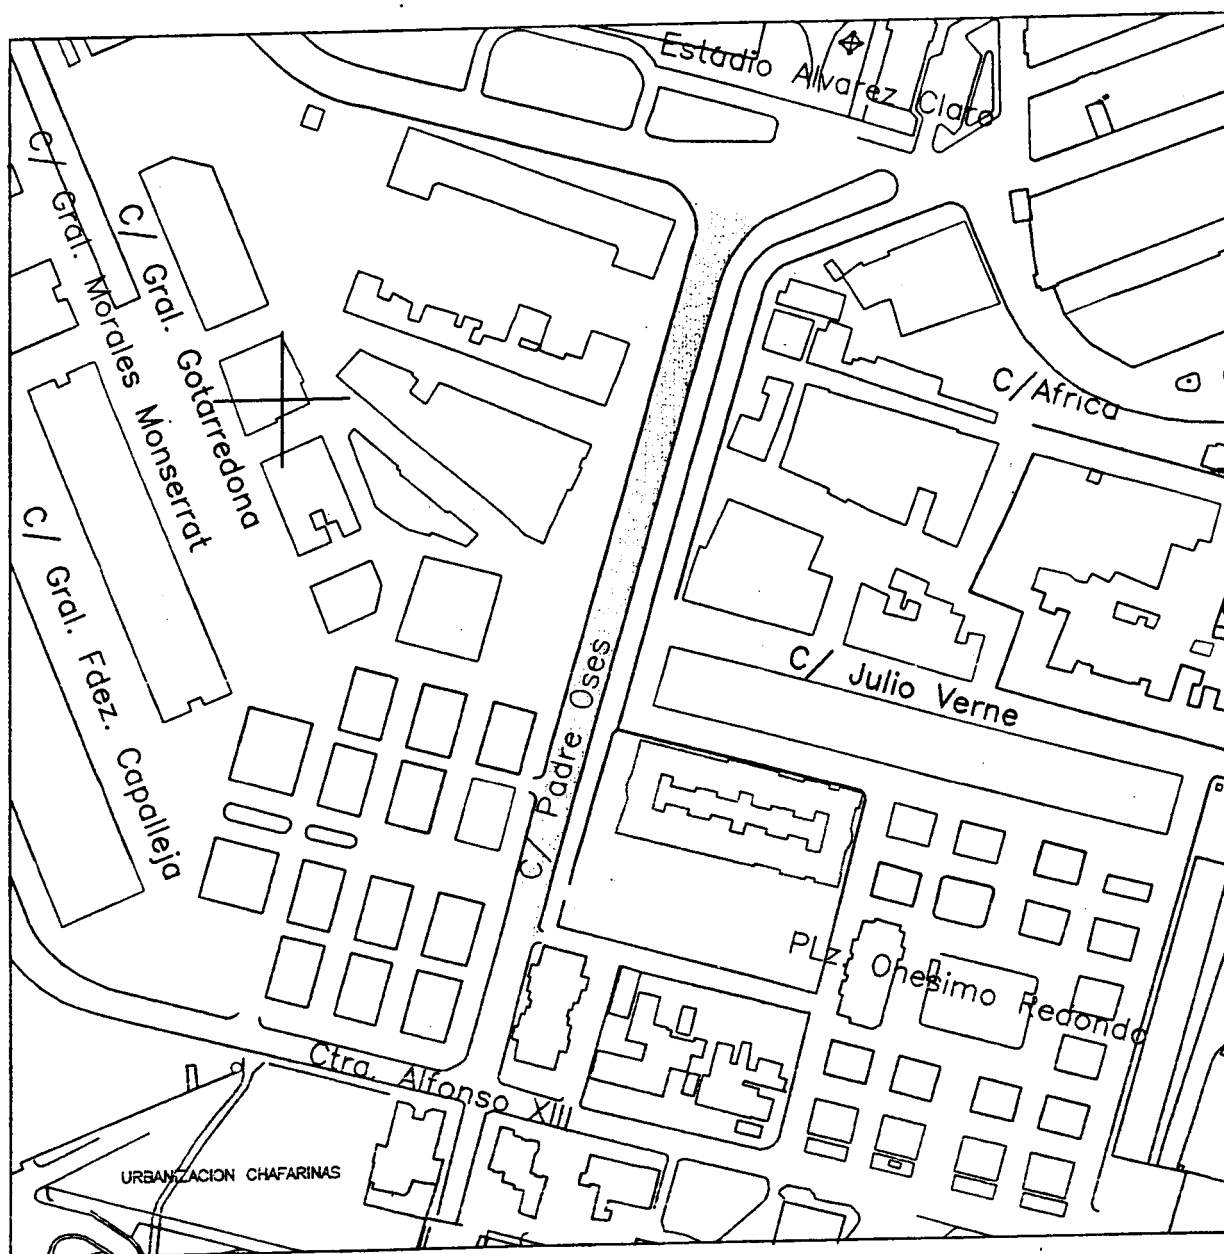 Estadio Alvarez Claro
C/ Gral. Morales Monserrat
C/ Gral. Gotarredona
C/ Africa
C/ Gral. Fdez. Capalleja
C/ Padre Oses
C/ Julio Verne
PLz. Onesimo Redondo
Ctra. Alfonso XIII
URBANIZACION CHAFARINAS